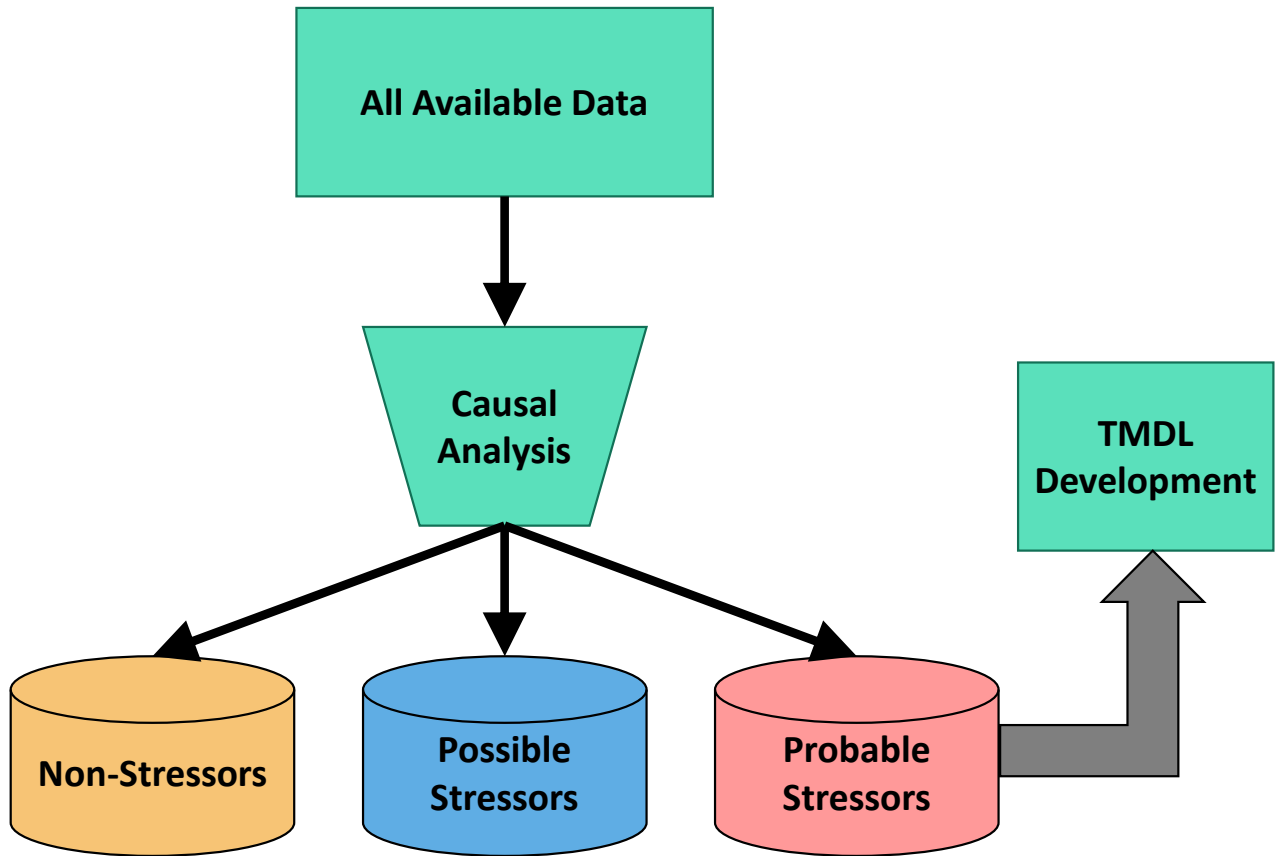 All Available Data
Causal
Analysis
TMDL
Development
Non-Stressors
Possible
Stressors
Probable
Stressors